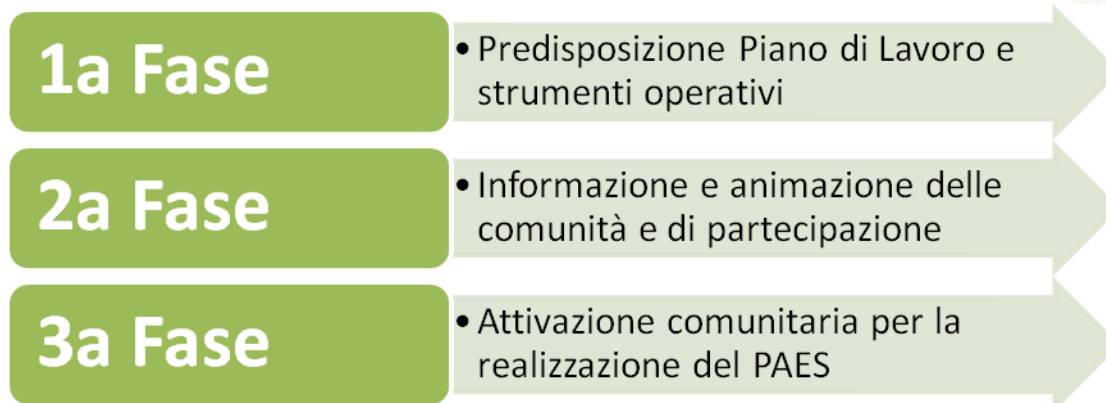 1a Fase
• Predisposizione Piano di Lavoro e
strumenti operativi
2a Fase
• Informazione e animazione delle
comunità e di partecipazione
3a Fase
• Attivazione comunitaria per la
realizzazione del PAES